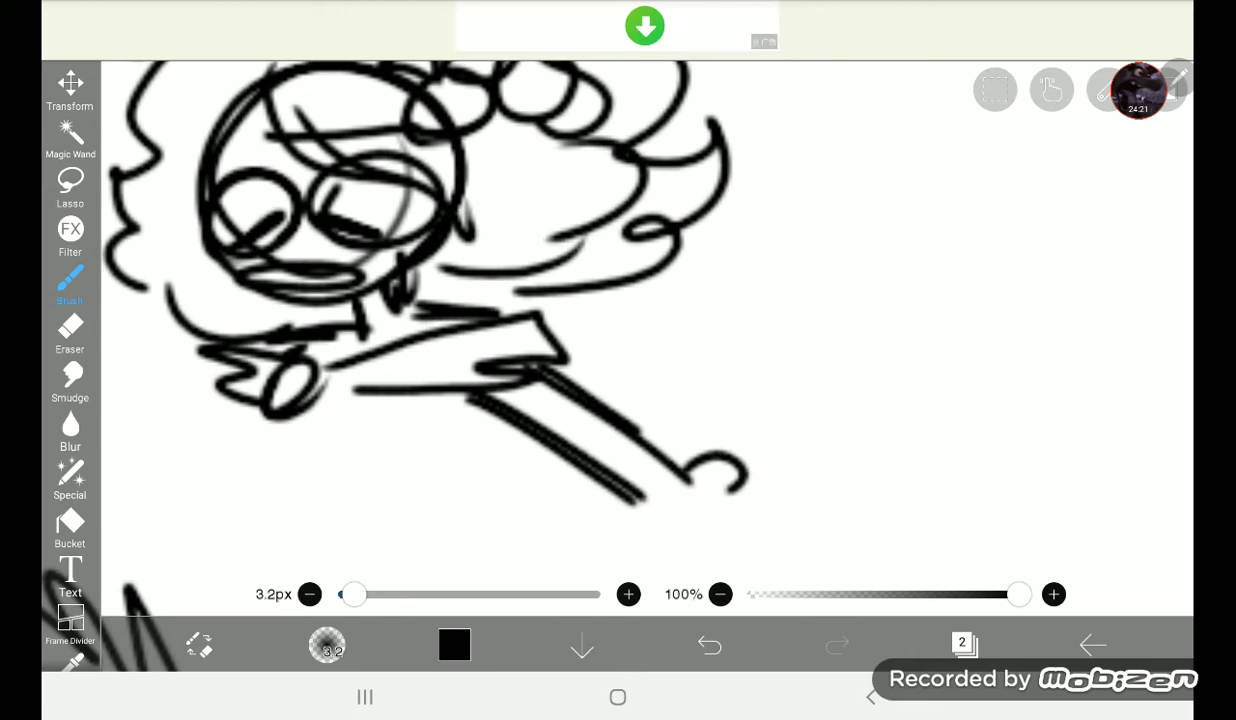 24:21
Transform
Magic Wand
Lasso
FX
Filter
Brush
Eraser
Smudge
Blur
Special
Bucket
T
Text
Frame Divider
3.2px
100%
3.2
2
Recorded by mobizen